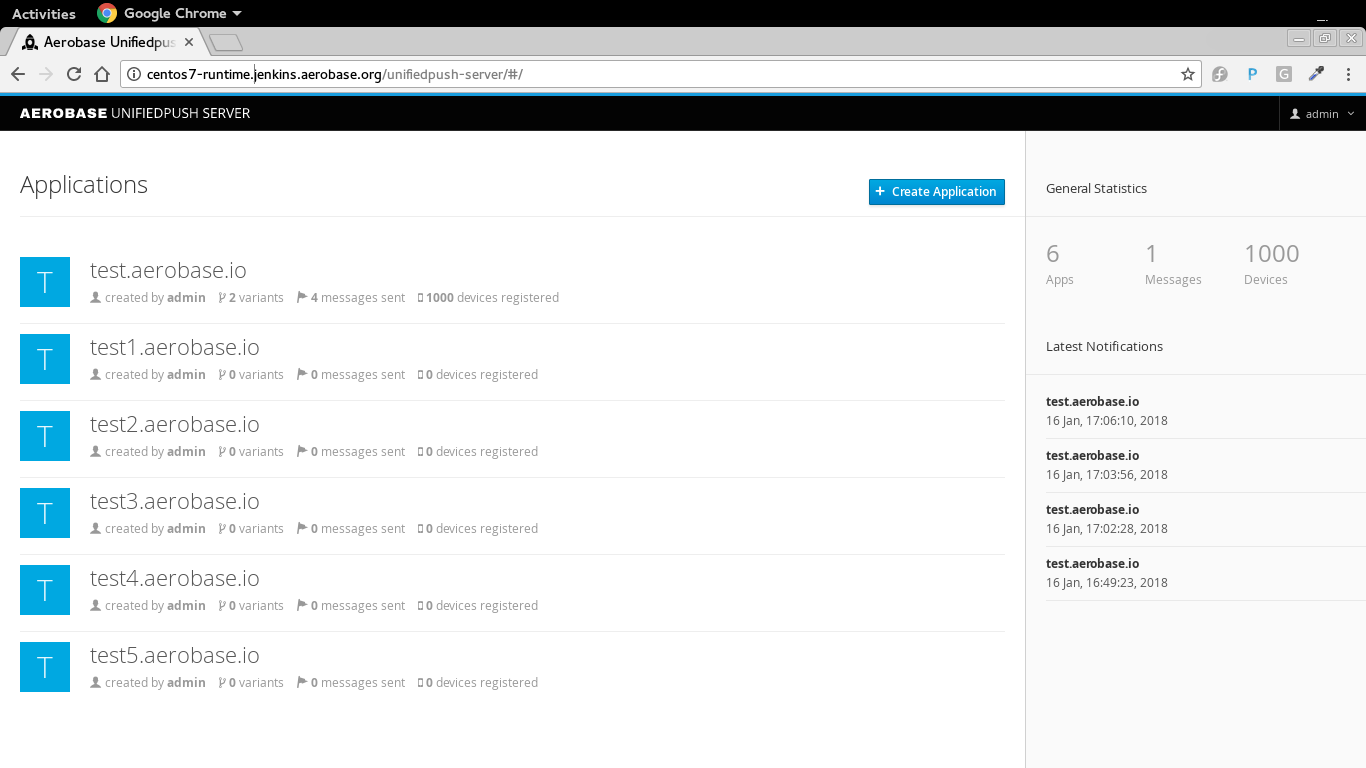 Activities Google Chrome
Aerobase Unifiedpus
centos7-runtime.jenkins.aerobase.org/unifiedpush-server/#/
P G
AEROBASE UNIFIEDPUSH SERVER
admin
Applications
+ Create Application
T
test.aerobase.io
created by admin 2 variants 4 messages sent 1000 devices registered
T
test1.aerobase.io
created by admin 0 variants 0 messages sent 0 devices registered
T
test2.aerobase.io
created by admin 0 variants 0 messages sent 0 devices registered
T
test3.aerobase.io
created by admin 0 variants 0 messages sent 0 devices registered
T
test4.aerobase.io
created by admin 0 variants 0 messages sent 0 devices registered
T
test5.aerobase.io
created by admin 0 variants 0 messages sent 0 devices registered
General Statistics
6 1 1000
Apps Messages Devices
Latest Notifications
test.aerobase.io
16 Jan, 17:06:10, 2018
test.aerobase.io
16 Jan, 17:03:56, 2018
test.aerobase.io
16 Jan, 17:02:28, 2018
test.aerobase.io
16 Jan, 16:49:23, 2018